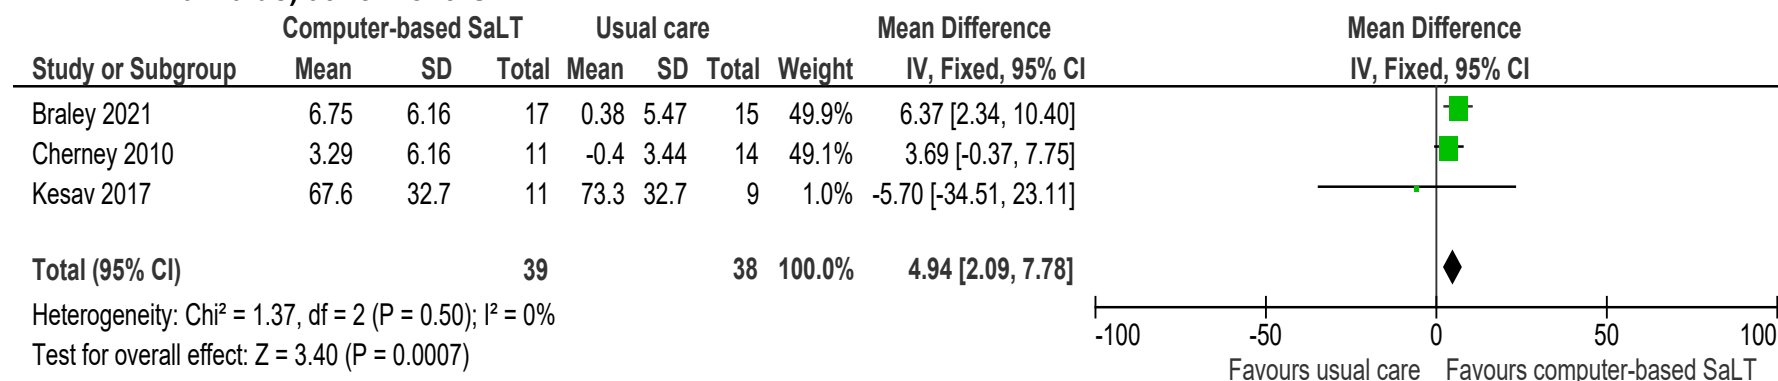 Computer-based SaLT Usual care Mean Difference Mean Difference
Study or Subgroup Mean SD Total Mean SD Total Weight IV, Fixed, 95% CI IV, Fixed, 95% CI
Braley 2021 6.75 6.16 17 0.38 5.47 15 49.9% 6.37 [2.34, 10.40]
Cherney 2010 3.29 6.16 11 -0.4 3.44 14 49.1% 3.69 [-0.37, 7.75]
Kesav 2017 67.6 32.7 11 73.3 32.7 9 1.0% -5.70 [-34.51, 23.11]
Total (95% CI) 39 38 100.0% 4.94 [2.09, 7.78]
Heterogeneity: Chi² = 1.37, df = 2 (P = 0.50); I² = 0%
Test for overall effect: Z = 3.40 (P = 0.0007)
-100 -50 0 50 100
Favours usual care Favours computer-based SaLT